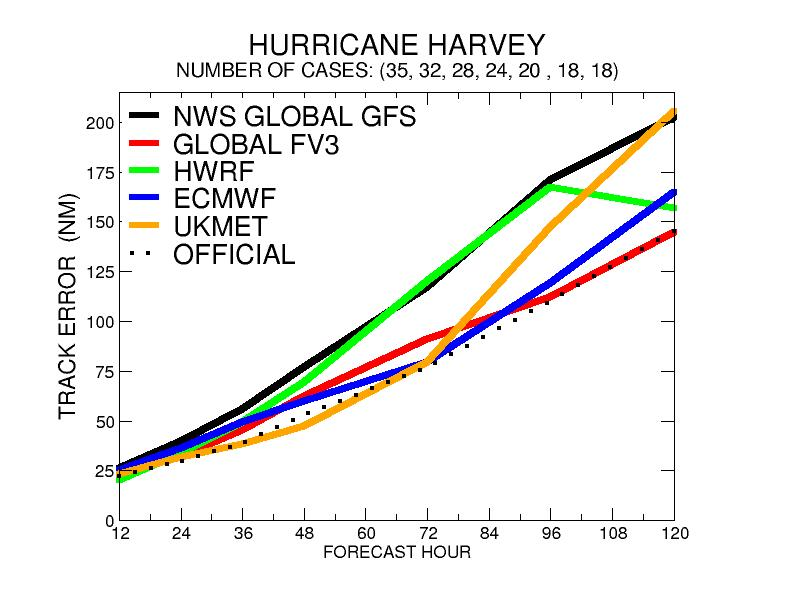 HURRICANE HARVEY
NUMBER OF CASES: (35, 32, 28, 24, 20 , 18, 18)
NWS GLOBAL GFS
GLOBAL FV3
HWRF
ECMWF
UKMET
OFFICIAL
TRACK ERROR (NM)
200
175
150
125
100
75
50
25
0
12 24 36 48 60 72 84 96 108 120
FORECAST HOUR